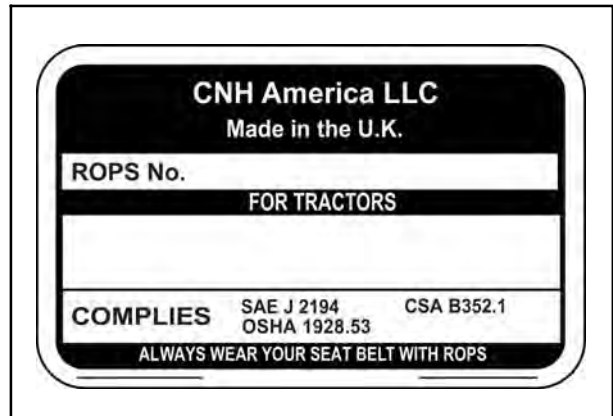 CNH America LLC
Made in the U.K.
ROPS No.
FOR TRACTORS
COMPLIES SAE J 2194 CSA B352.1
OSHA 1928.53
ALWAYS WEAR YOUR SEAT BELT WITH ROPS